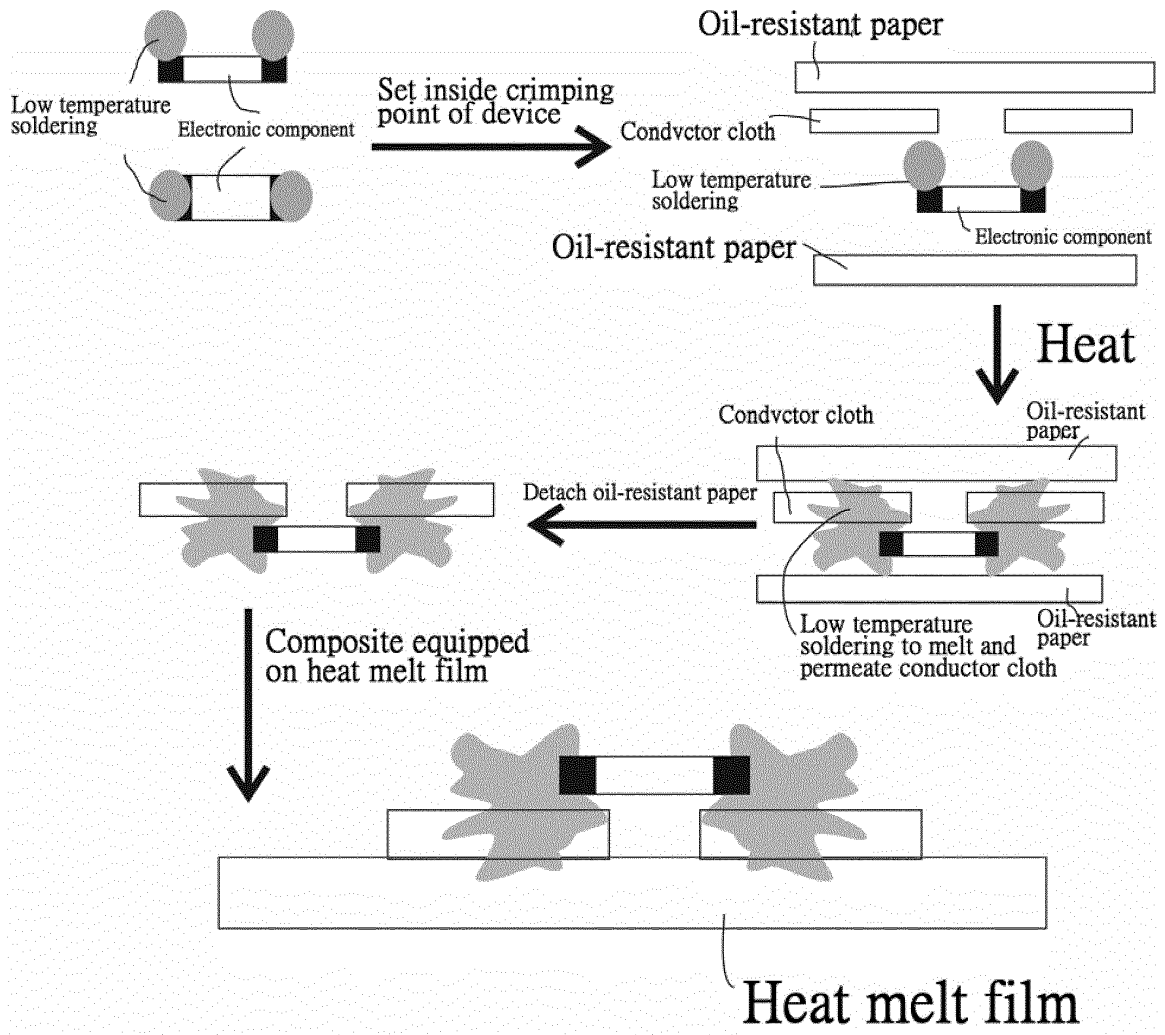 Low temperature
soldering
Electronic component
Set inside crimping
point of device
Oil-resistant paper
Condvctor cloth
Low temperature
soldering
Electronic component
Oil-resistant paper
Heat
Condvctor cloth
Oil-resistant
paper
Detach oil-resistant paper
Low temperature
soldering to melt and
permeate conductor cloth
Oil-resistant
paper
Composite equipped
on heat melt film
Heat melt film